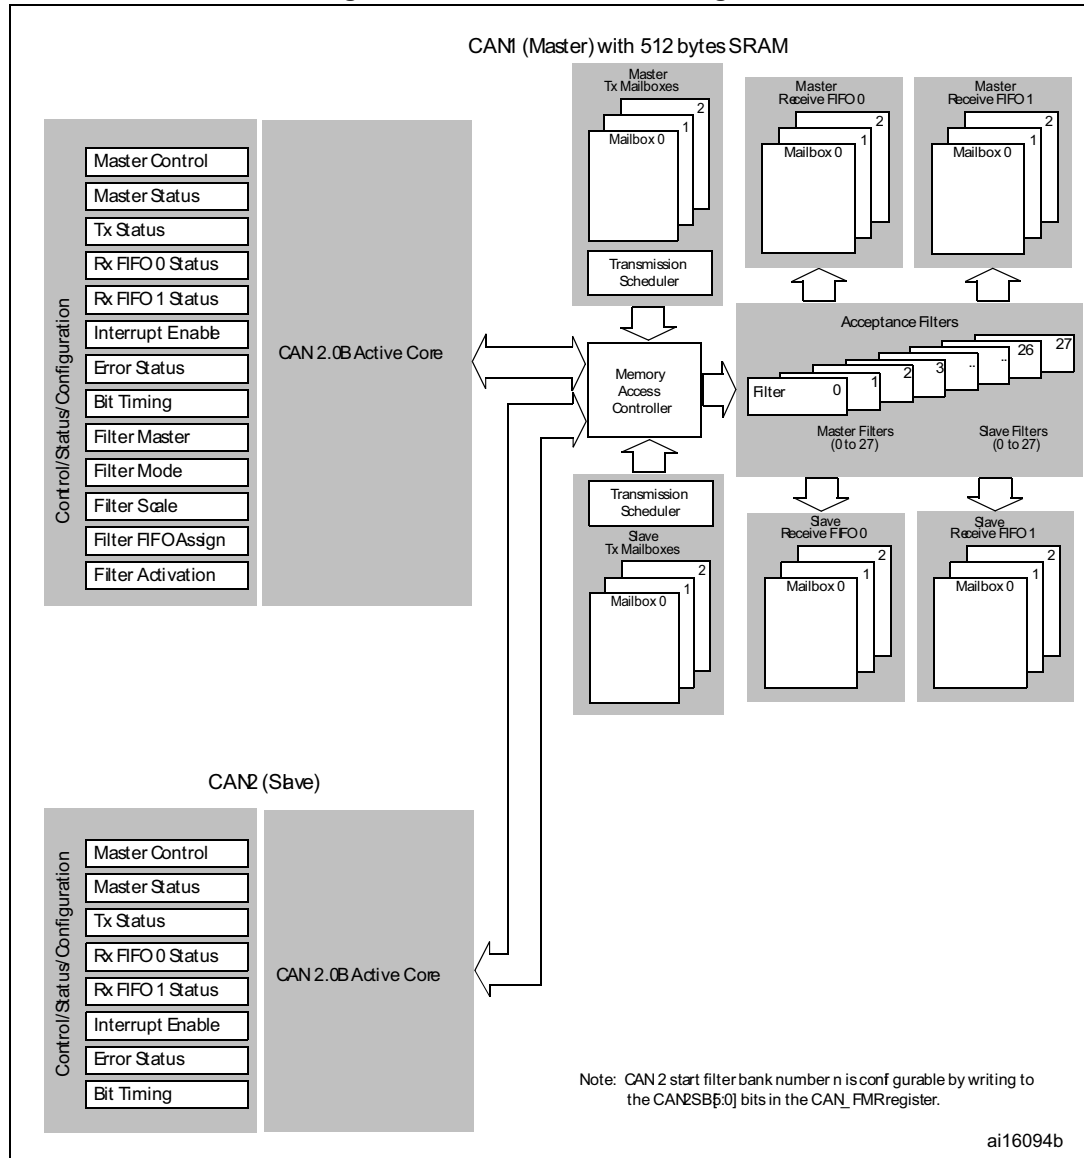 CAN1 (Master) with 512 bytes SRAM
Control/Status/Configuration
Master Control
Master Status
Tx Status
Rx FIFO 0 Status
Rx FIFO 1 Status
Interrupt Enable
Error Status
Bit Timing
Filter Master
Filter Mode
Filter Scale
Filter FIFO Assign
Filter Activation
CAN 2.0B Active Core
Master
Tx Mailboxes
2
1
Mailbox 0
Transmission
Scheduler
Master
Receive FIFO 0
2
1
Mailbox 0
Master
Receive FIFO 1
2
1
Mailbox 0
Memory
Access
Controller
Acceptance Filters
Filter 0 1 2 3 .. .. 26 27
Master Filters
(0 to 27)
Slave Filters
(0 to 27)
Transmission
Scheduler
Slave
Tx Mailboxes
2
1
Mailbox 0
Slave
Receive FIFO 0
2
1
Mailbox 0
Slave
Receive FIFO 1
2
1
Mailbox 0
CAN2 (Slave)
Control/Status/Configuration
Master Control
Master Status
Tx Status
Rx FIFO 0 Status
Rx FIFO 1 Status
Interrupt Enable
Error Status
Bit Timing
CAN 2.0B Active Core
Note: CAN 2 start filter bank number n is conf gurable by writing to
the CAN2SB[5:0] bits in the CAN_FMR register.
ai16094b